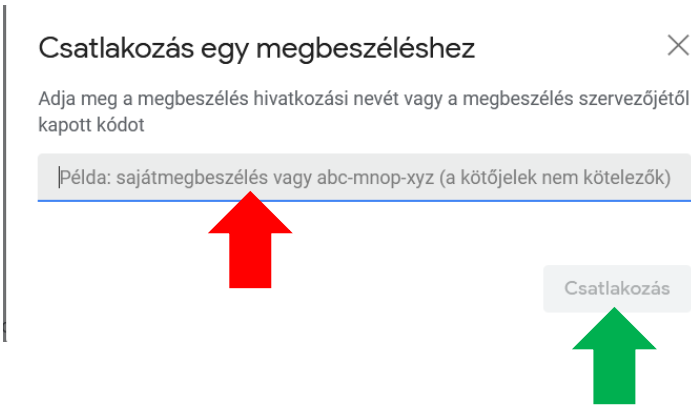 Csatlakozás egy megbeszéléshez
Adja meg a megbeszélés hivatkozási nevét vagy a megbeszélés szervezőjétől
kapott kódot
Példa: sajátmegbeszélés vagy abc-mnop-xyz (a kötőjelek nem kötelezők)
Csatlakozás